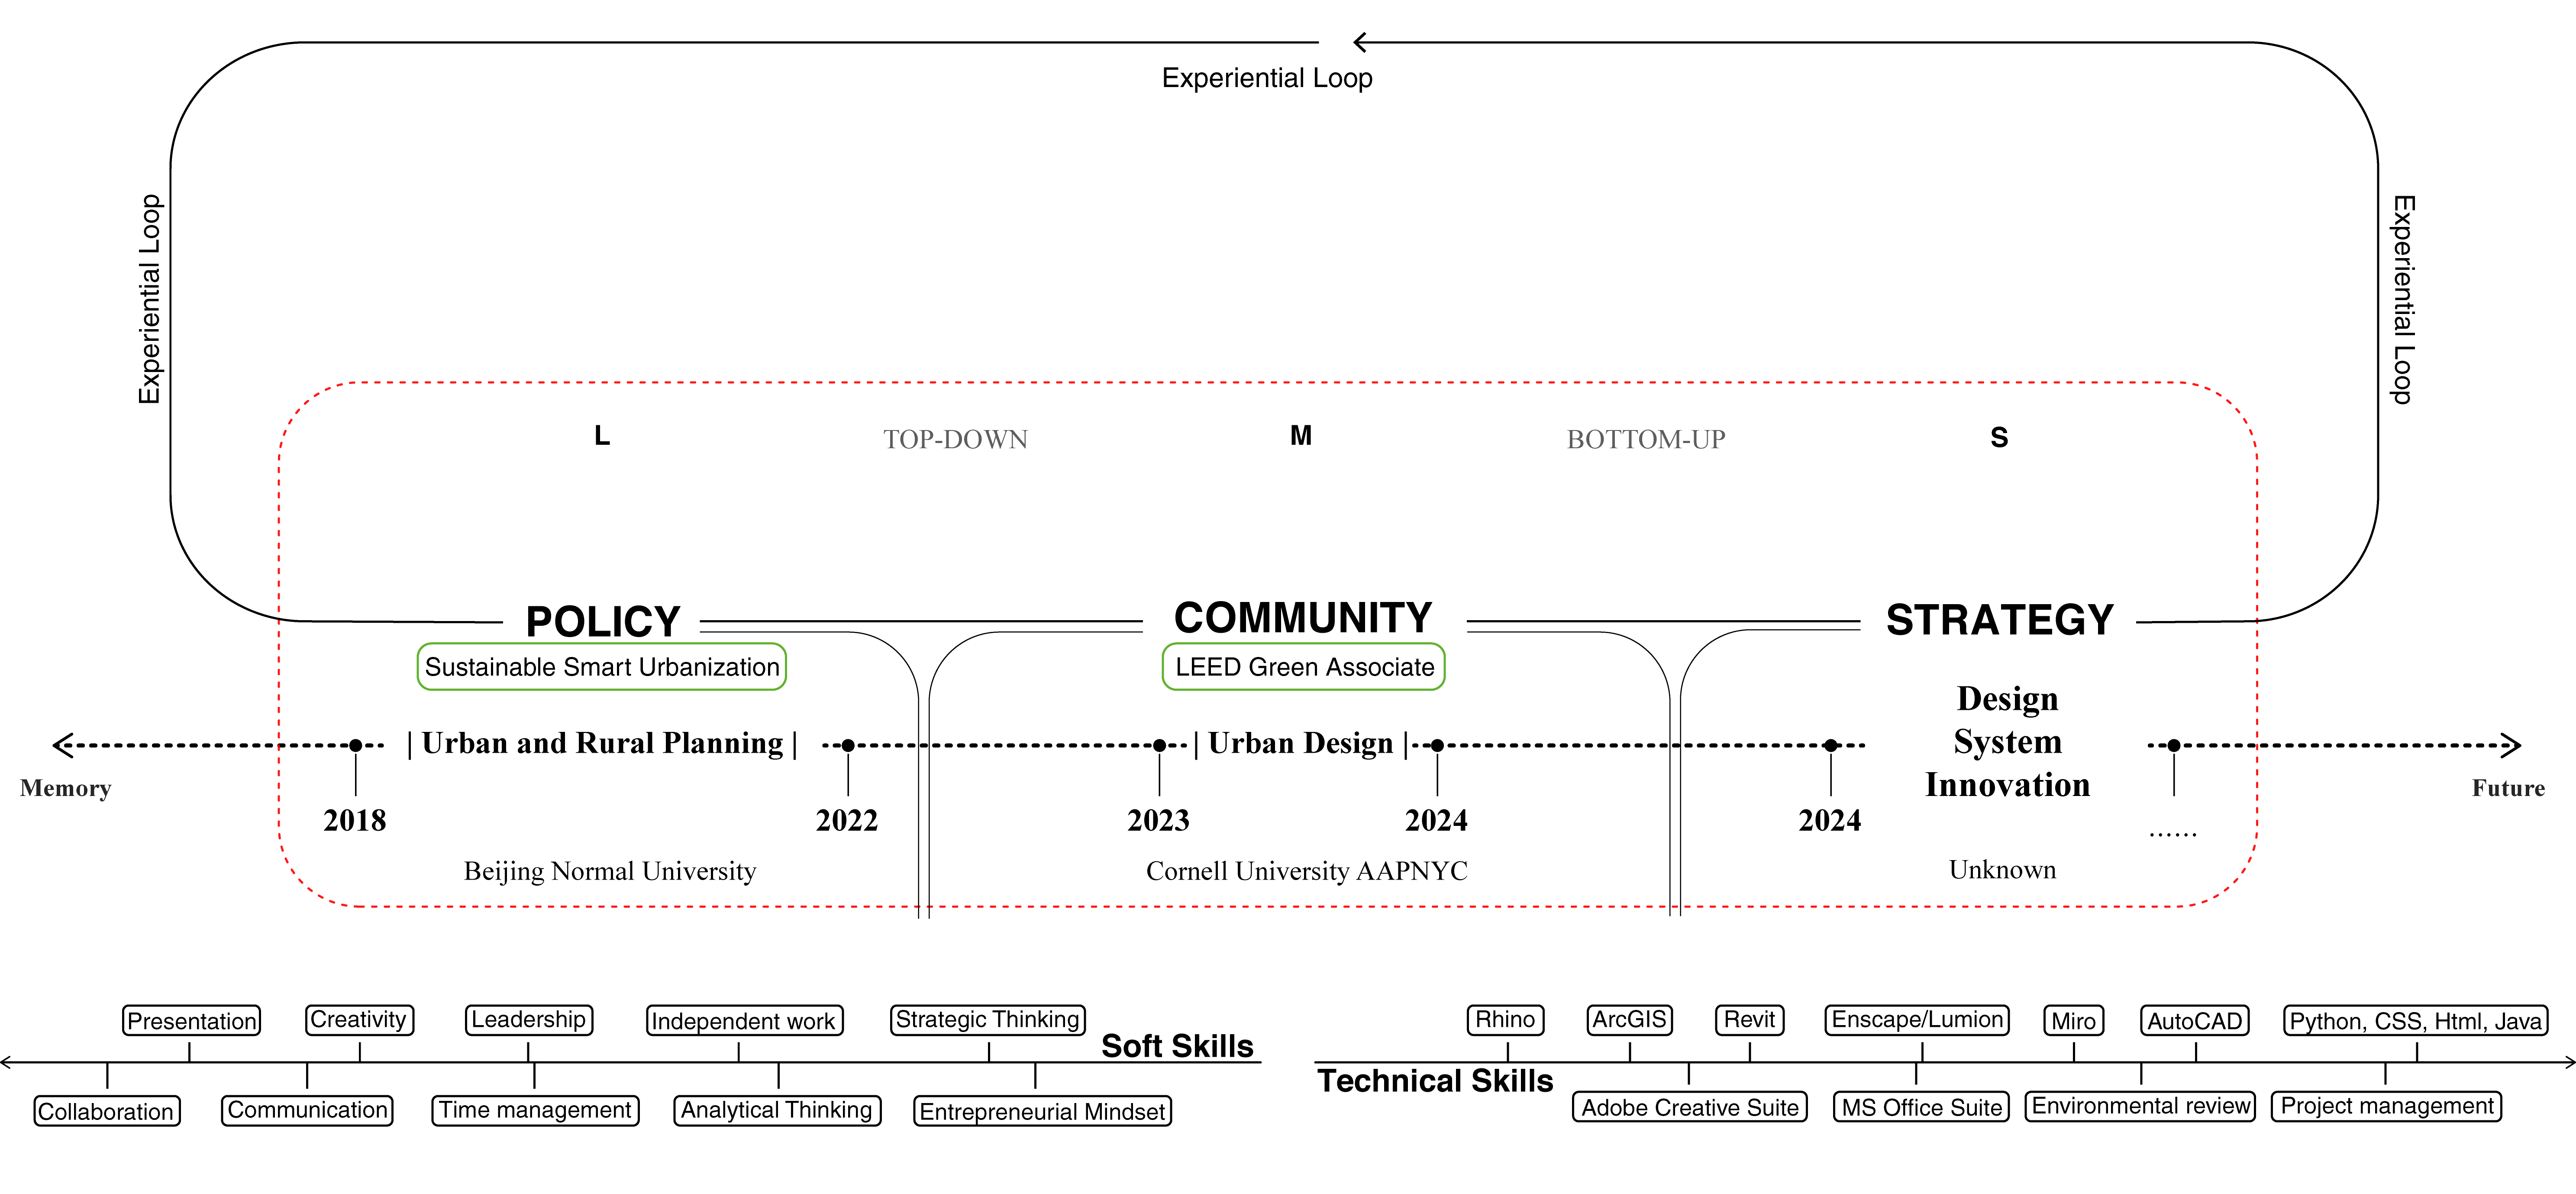 Experiential Loop
Experiential Loop
Experiential Loop
L
TOP-DOWN
M
BOTTOM-UP
S
POLICY
COMMUNITY
STRATEGY
Sustainable Smart Urbanization
LEED Green Associate
| Urban and Rural Planning |
| Urban Design |
Design
System
Innovation
Memory
Future
2018
2022
2023
2024
2024
......
Beijing Normal University
Cornell University AAPNYC
Unknown
Presentation
Creativity
Leadership
Independent work
Strategic Thinking
Soft Skills
Collaboration
Communication
Time management
Analytical Thinking
Entrepreneurial Mindset
Rhino
ArcGIS
Revit
Enscape/Lumion
Miro
AutoCAD
Python, CSS, Html, Java
Technical Skills
Adobe Creative Suite
MS Office Suite
Environmental review
Project management